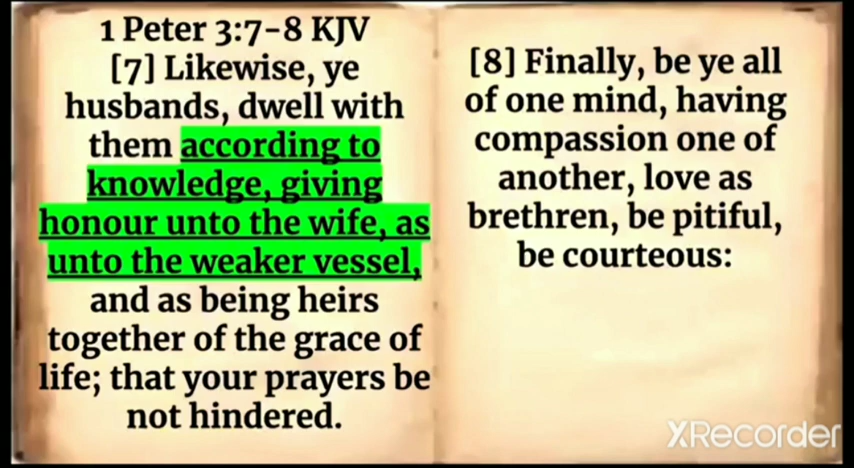 1 Peter 3:7-8 KJV
[7] Likewise, ye
husbands, dwell with
them according to
knowledge, giving
honour unto the wife, as
unto the weaker vessel,
and as being heirs
together of the grace of
life; that your prayers be
not hindered.
[8] Finally, be ye all
of one mind, having
compassion one of
another, love as
brethren, be pitiful,
be courteous:
XRecorder